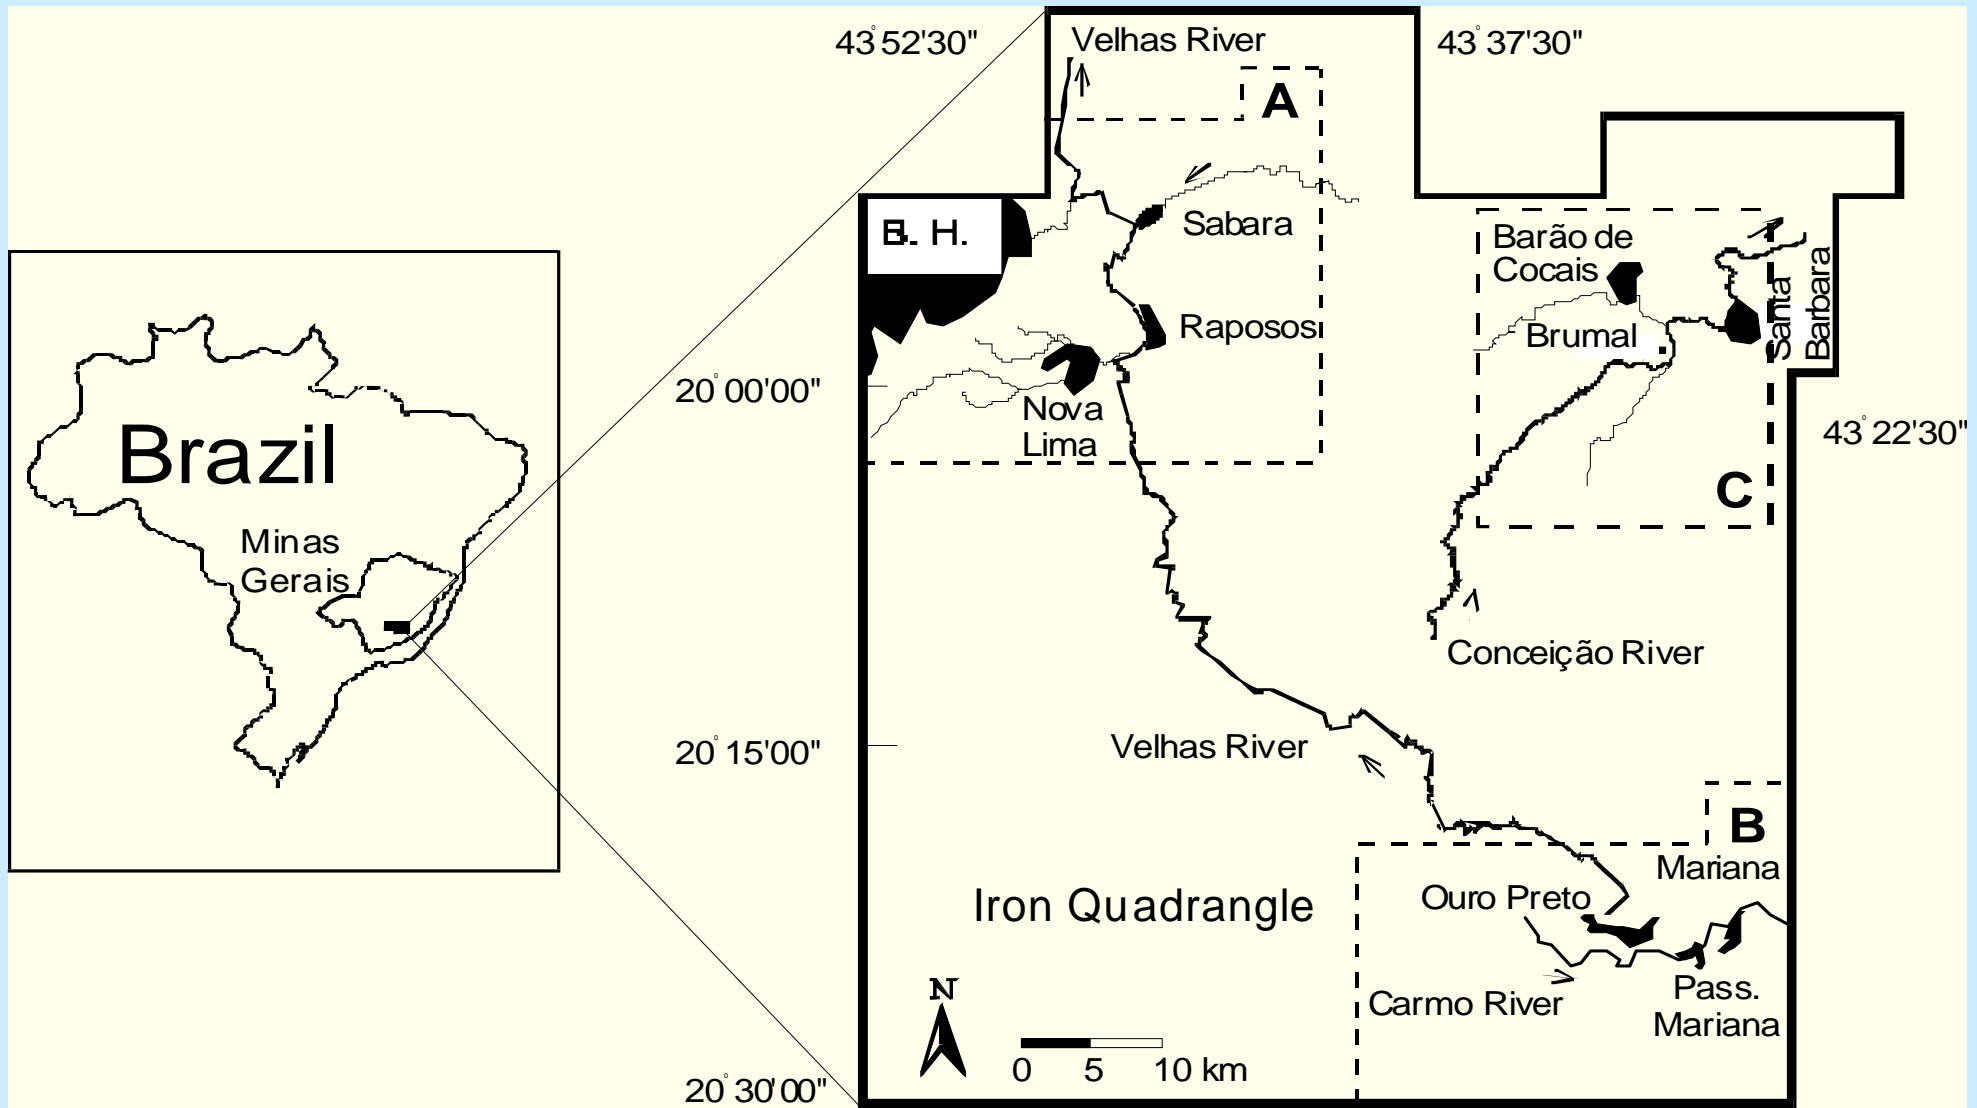 43°52'30"
Velhas River
43°37'30"
A
Sabara
B. H.
Barão de
Cocais
Santa
Barbara
Raposos
Brumal
20°00'00"
Nova
Lima
43°22'30"
Brazil
C
Minas
Gerais
Conceição River
20°15'00"
Velhas River
B
Mariana
Ouro Preto
Iron Quadrangle
Carmo River
Pass.
Mariana
N
0 5 10 km
20°30'00"